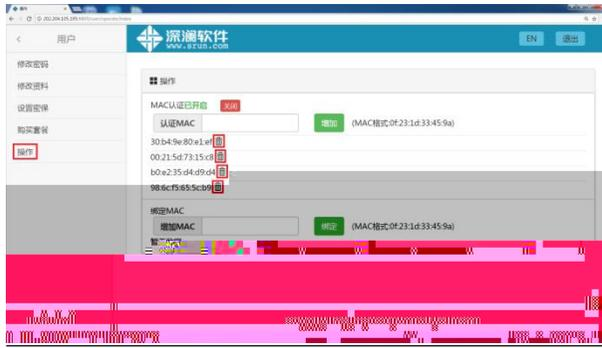 用户
深澜软件
www.srun.com
EN
退出
修改密码
修改资料
设置密保
购买套餐
操作
操作
MAC认证已开启 关闭
认证MAC 增加 (MAC格式:0f:23:1d:33:45:9a)
30:b4:9e:80:e1:ef
00:21:5d:73:15:c8
b0:e2:35:d4:d9:d4
98:6c:f5:65:5c:b9
绑定MAC
增加MAC 绑定 (MAC格式:0f:23:1d:33:45:9a)